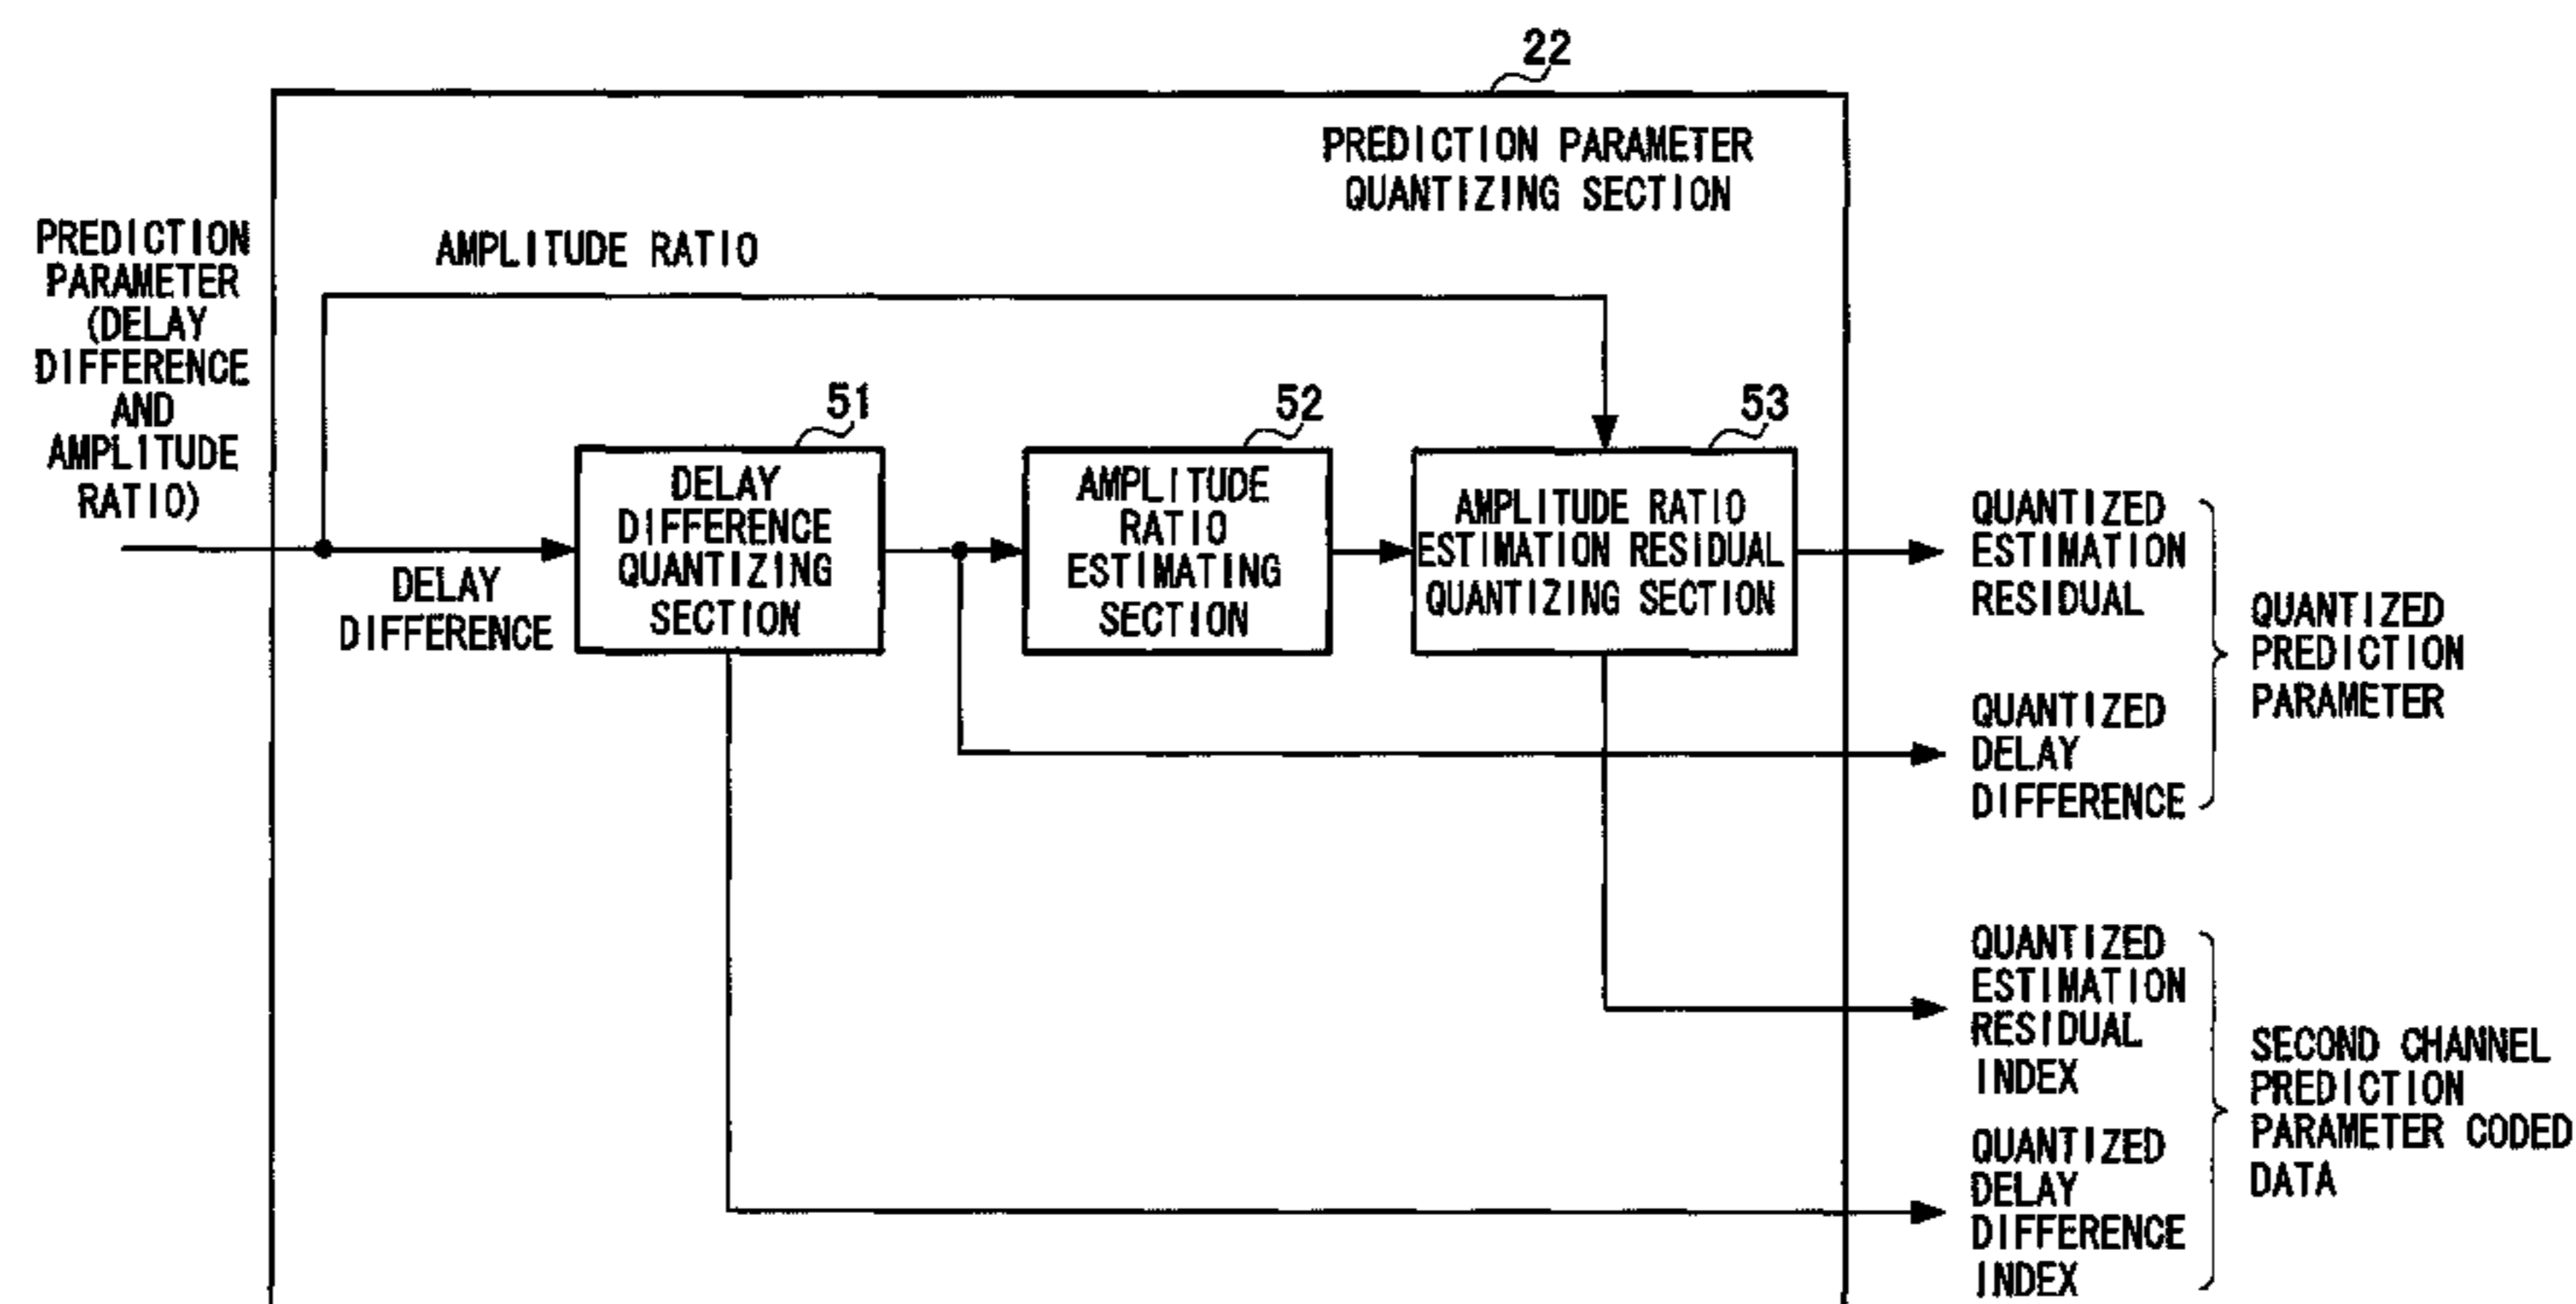 22
PREDICTION PARAMETER
QUANTIZING SECTION
PREDICTION
PARAMETER
(DELAY
DIFFERENCE
AND
AMPLITUDE
RATIO)
AMPLITUDE RATIO
DELAY
DIFFERENCE
51
DELAY
DIFFERENCE
QUANTIZING
SECTION
52
AMPLITUDE
RATIO
ESTIMATING
SECTION
53
AMPLITUDE RATIO
ESTIMATION RESIDUAL
QUANTIZING SECTION
QUANTIZED
ESTIMATION
RESIDUAL
QUANTIZED
DELAY
DIFFERENCE
QUANTIZED
PREDICTION
PARAMETER
QUANTIZED
ESTIMATION
RESIDUAL
INDEX
QUANTIZED
DELAY
DIFFERENCE
INDEX
SECOND CHANNEL
PREDICTION
PARAMETER CODED
DATA